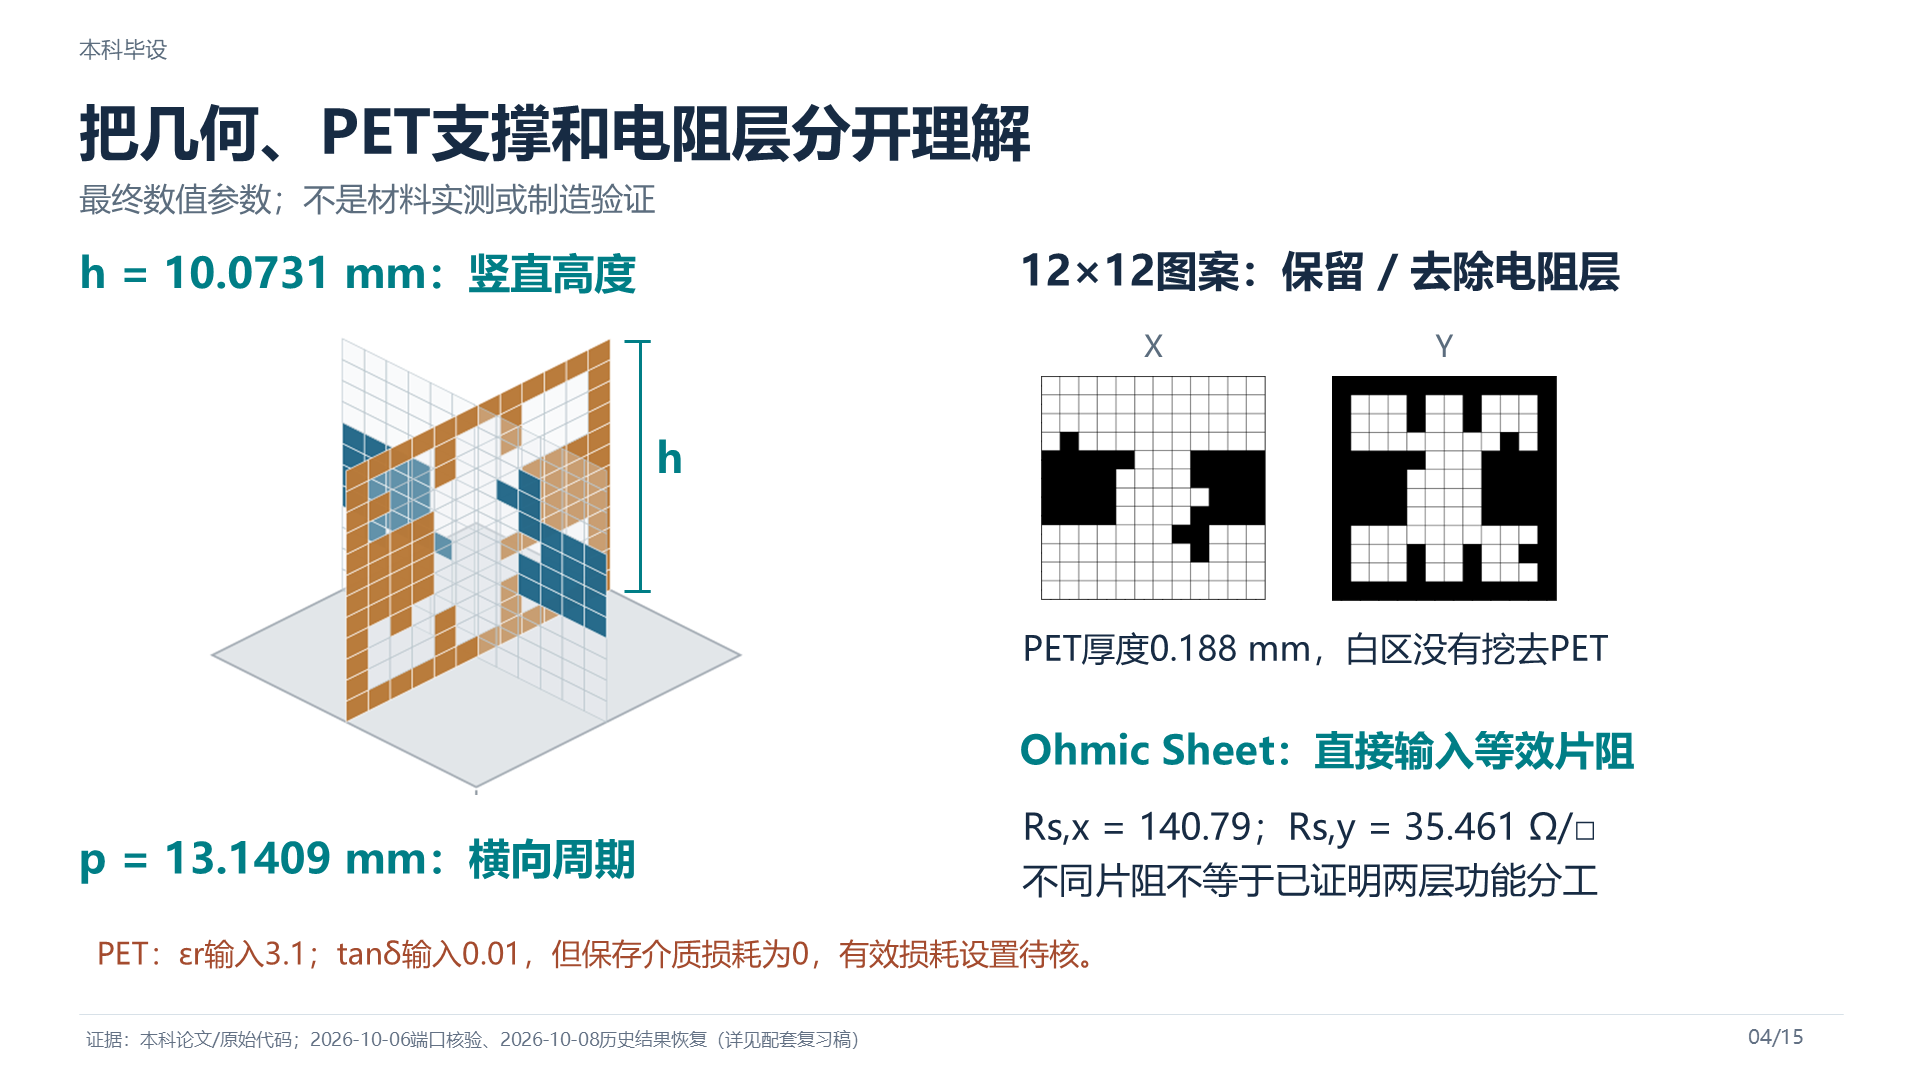 本科毕设
把几何、PET支撑和电阻层分开理解
最终数值参数；不是材料实测或制造验证
h = 10.0731 mm：竖直高度
h
p = 13.1409 mm：横向周期
12×12图案：保留 / 去除电阻层
X Y
PET厚度0.188 mm，白区没有挖去PET
Ohmic Sheet：直接输入等效片阻
Rs,x = 140.79；Rs,y = 35.461 Ω/□
不同片阻不等于已证明两层功能分工
PET：εr输入3.1；tanδ输入0.01，但保存介质损耗为0，有效损耗设置待核。
证据：本科论文/原始代码；2026-10-06端口核验、2026-10-08历史结果恢复（详见配套复习稿）
04/15